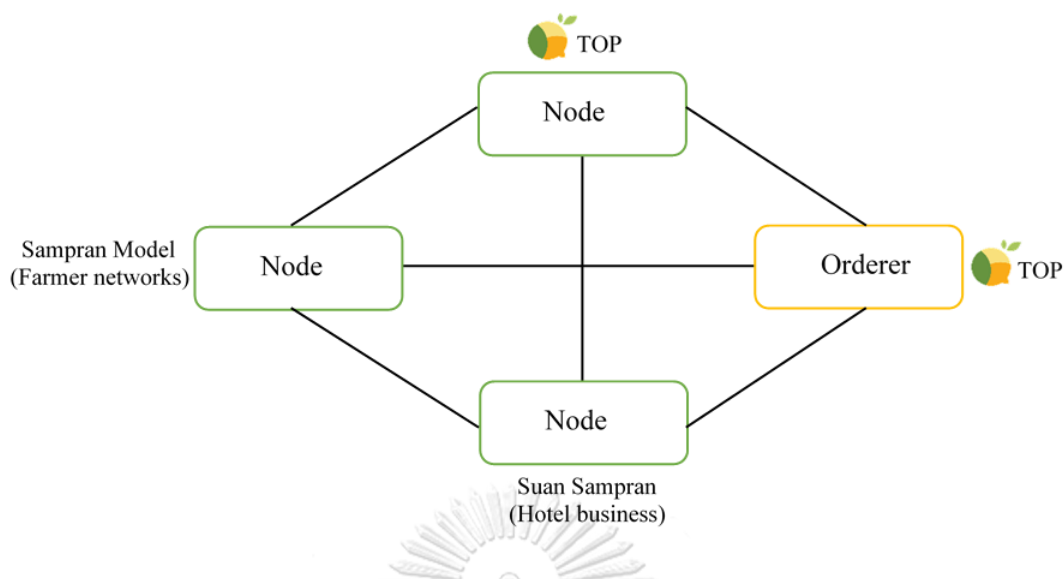 TOP
Node
Sampran Model
(Farmer networks)
Node
Orderer
TOP
Node
Suan Sampran
(Hotel business)